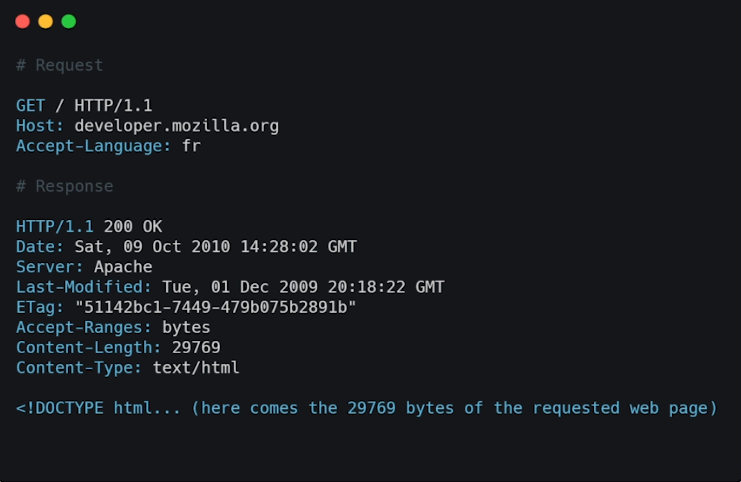 # Request
GET / HTTP/1.1
Host: developer.mozilla.org
Accept-Language: fr
# Response
HTTP/1.1 200 OK
Date: Sat, 09 Oct 2010 14:28:02 GMT
Server: Apache
Last-Modified: Tue, 01 Dec 2009 20:18:22 GMT
ETag: "51142bc1-7449-479b075b2891b"
Accept-Ranges: bytes
Content-Length: 29769
Content-Type: text/html
<!DOCTYPE html... (here comes the 29769 bytes of the requested web page)